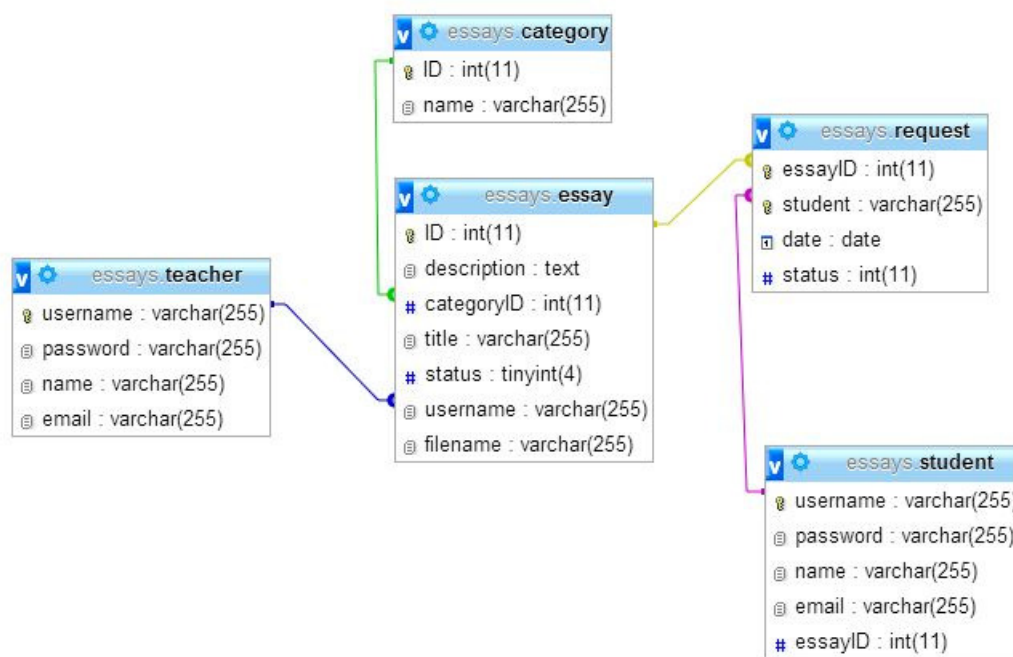 essays.category
ID : int(11)
name : varchar(255)
essays.request
essayID : int(11)
student : varchar(255)
date : date
status : int(11)
essays.essay
ID : int(11)
description : text
categoryID : int(11)
title : varchar(255)
status : tinyint(4)
username : varchar(255)
filename : varchar(255)
essays.teacher
username : varchar(255)
password : varchar(255)
name : varchar(255)
email : varchar(255)
essays.student
username : varchar(255)
password : varchar(255)
name : varchar(255)
email : varchar(255)
essayID : int(11)